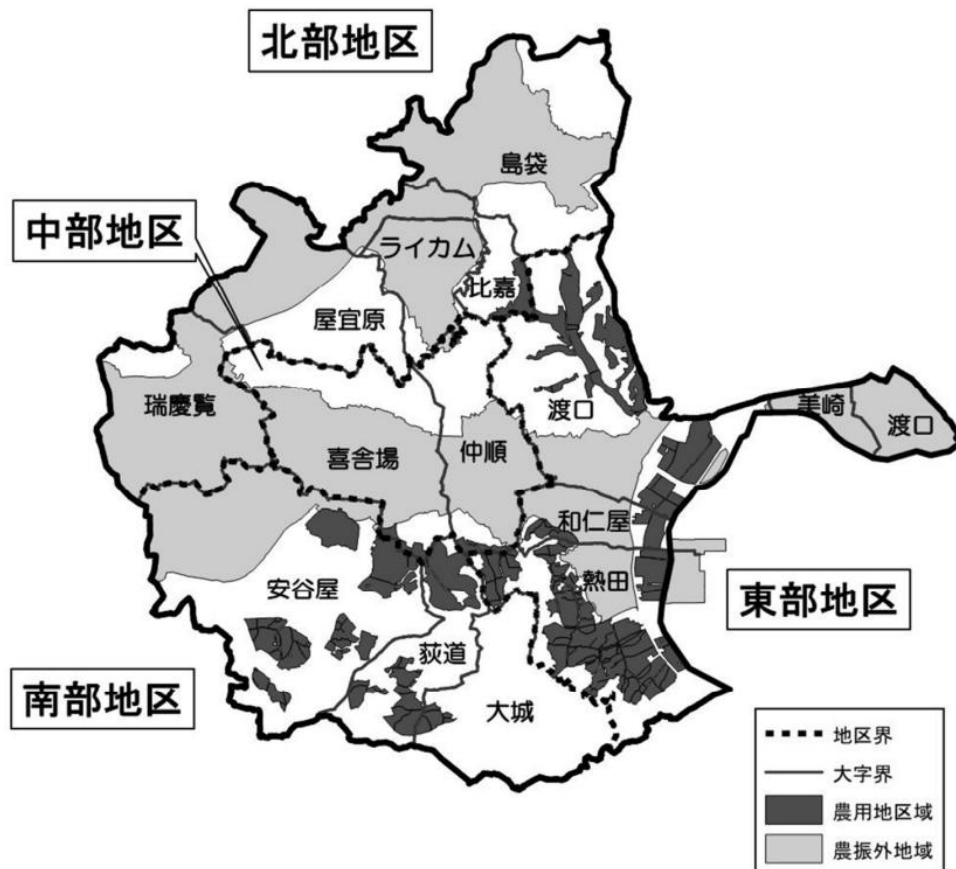 北部地区
島袋
中部地区
ライカム
比嘉
屋宜原
瑞慶覧
渡口
美崎
渡口
喜舎場
仲順
和仁屋
安谷屋
熱田
東部地区
荻道
南部地区
大城
地区界
大字界
農用地区域
農振外地域